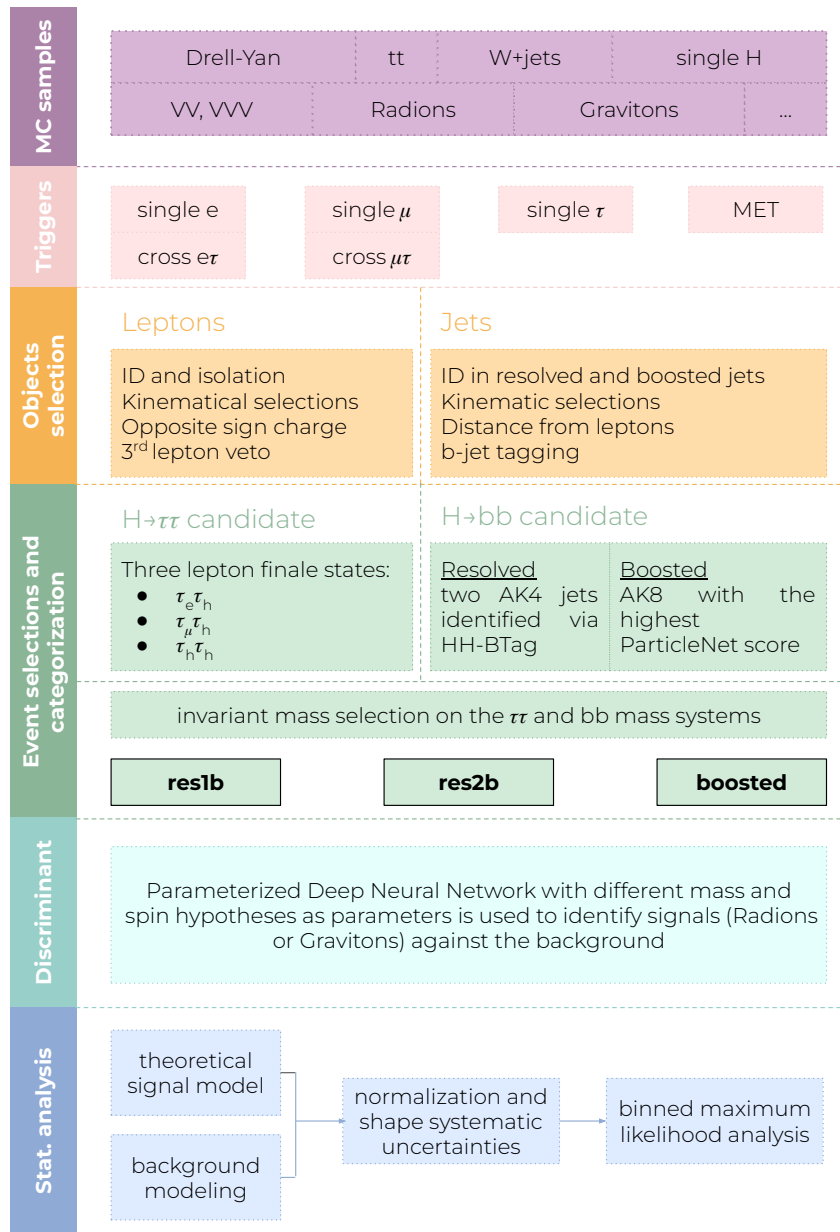 MC samples
Drell-Yan
tt
W+jets
single H
VV, VVV
Radions
Gravitons
...
Triggers
single e
single μ
single τ
MET
cross eτ
cross μτ
Objects
selection
Leptons
ID and isolation
Kinematical selections
Opposite sign charge
3rd lepton veto
Jets
ID in resolved and boosted jets
Kinematic selections
Distance from leptons
b-jet tagging
Event selections and
categorization
H→ττ candidate
Three lepton finale states:
● τeτh
● τμτh
● τhτh
H→bb candidate
Resolved
two AK4 jets
identified via
HH-BTag
Boosted
AK8 with the
highest
ParticleNet score
invariant mass selection on the ττ and bb mass systems
res1b
res2b
boosted
Discriminant
Parameterized Deep Neural Network with different mass and
spin hypotheses as parameters is used to identify signals (Radions
or Gravitons) against the background
Stat. analysis
theoretical
signal model
background
modeling
normalization and
shape systematic
uncertainties
binned maximum
likelihood analysis